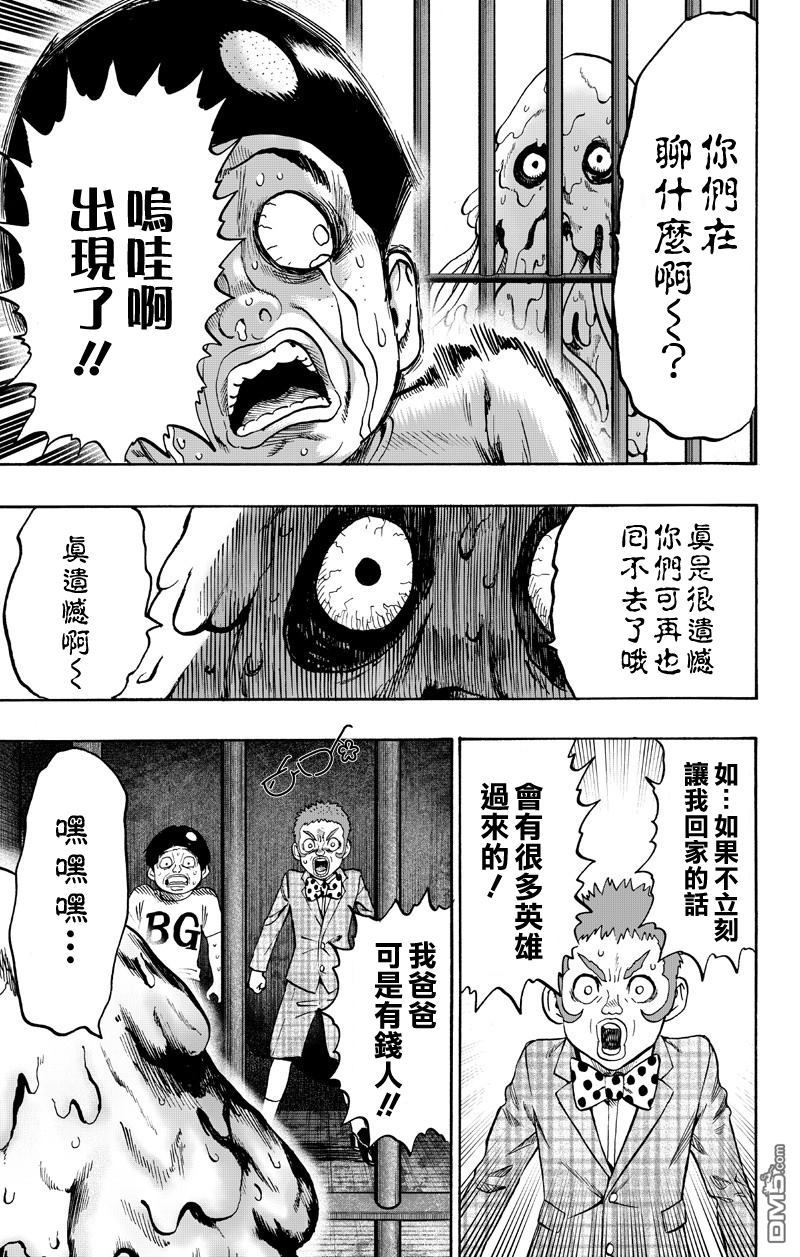 你們在
聊什麼啊～?
嗚哇啊
出現了!!
真是很遺憾
你們可再也
回不去了哦
真遺憾啊～
如…如果不立刻
讓我回家的話
會有很多英雄
過來的!
我爸爸
可是有錢人!!
BG
嘿嘿嘿…
DM5.com